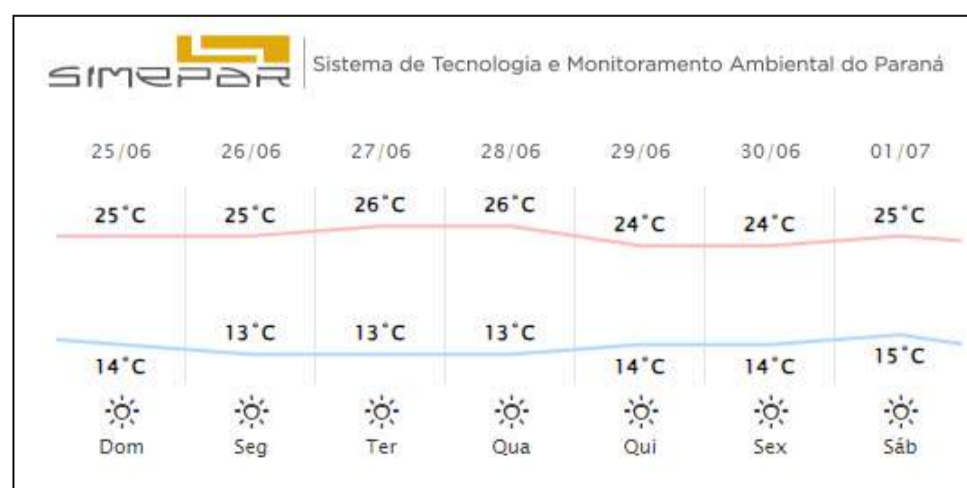 SIMEPAR
Sistema de Tecnologia e Monitoramento Ambiental do Paraná
25/06 26/06 27/06 28/06 29/06 30/06 01/07
25°C 25°C 26°C 26°C 24°C 24°C 25°C
14°C 13°C 13°C 13°C 14°C 14°C 15°C
Dom Seg Ter Qua Qui Sex Sáb